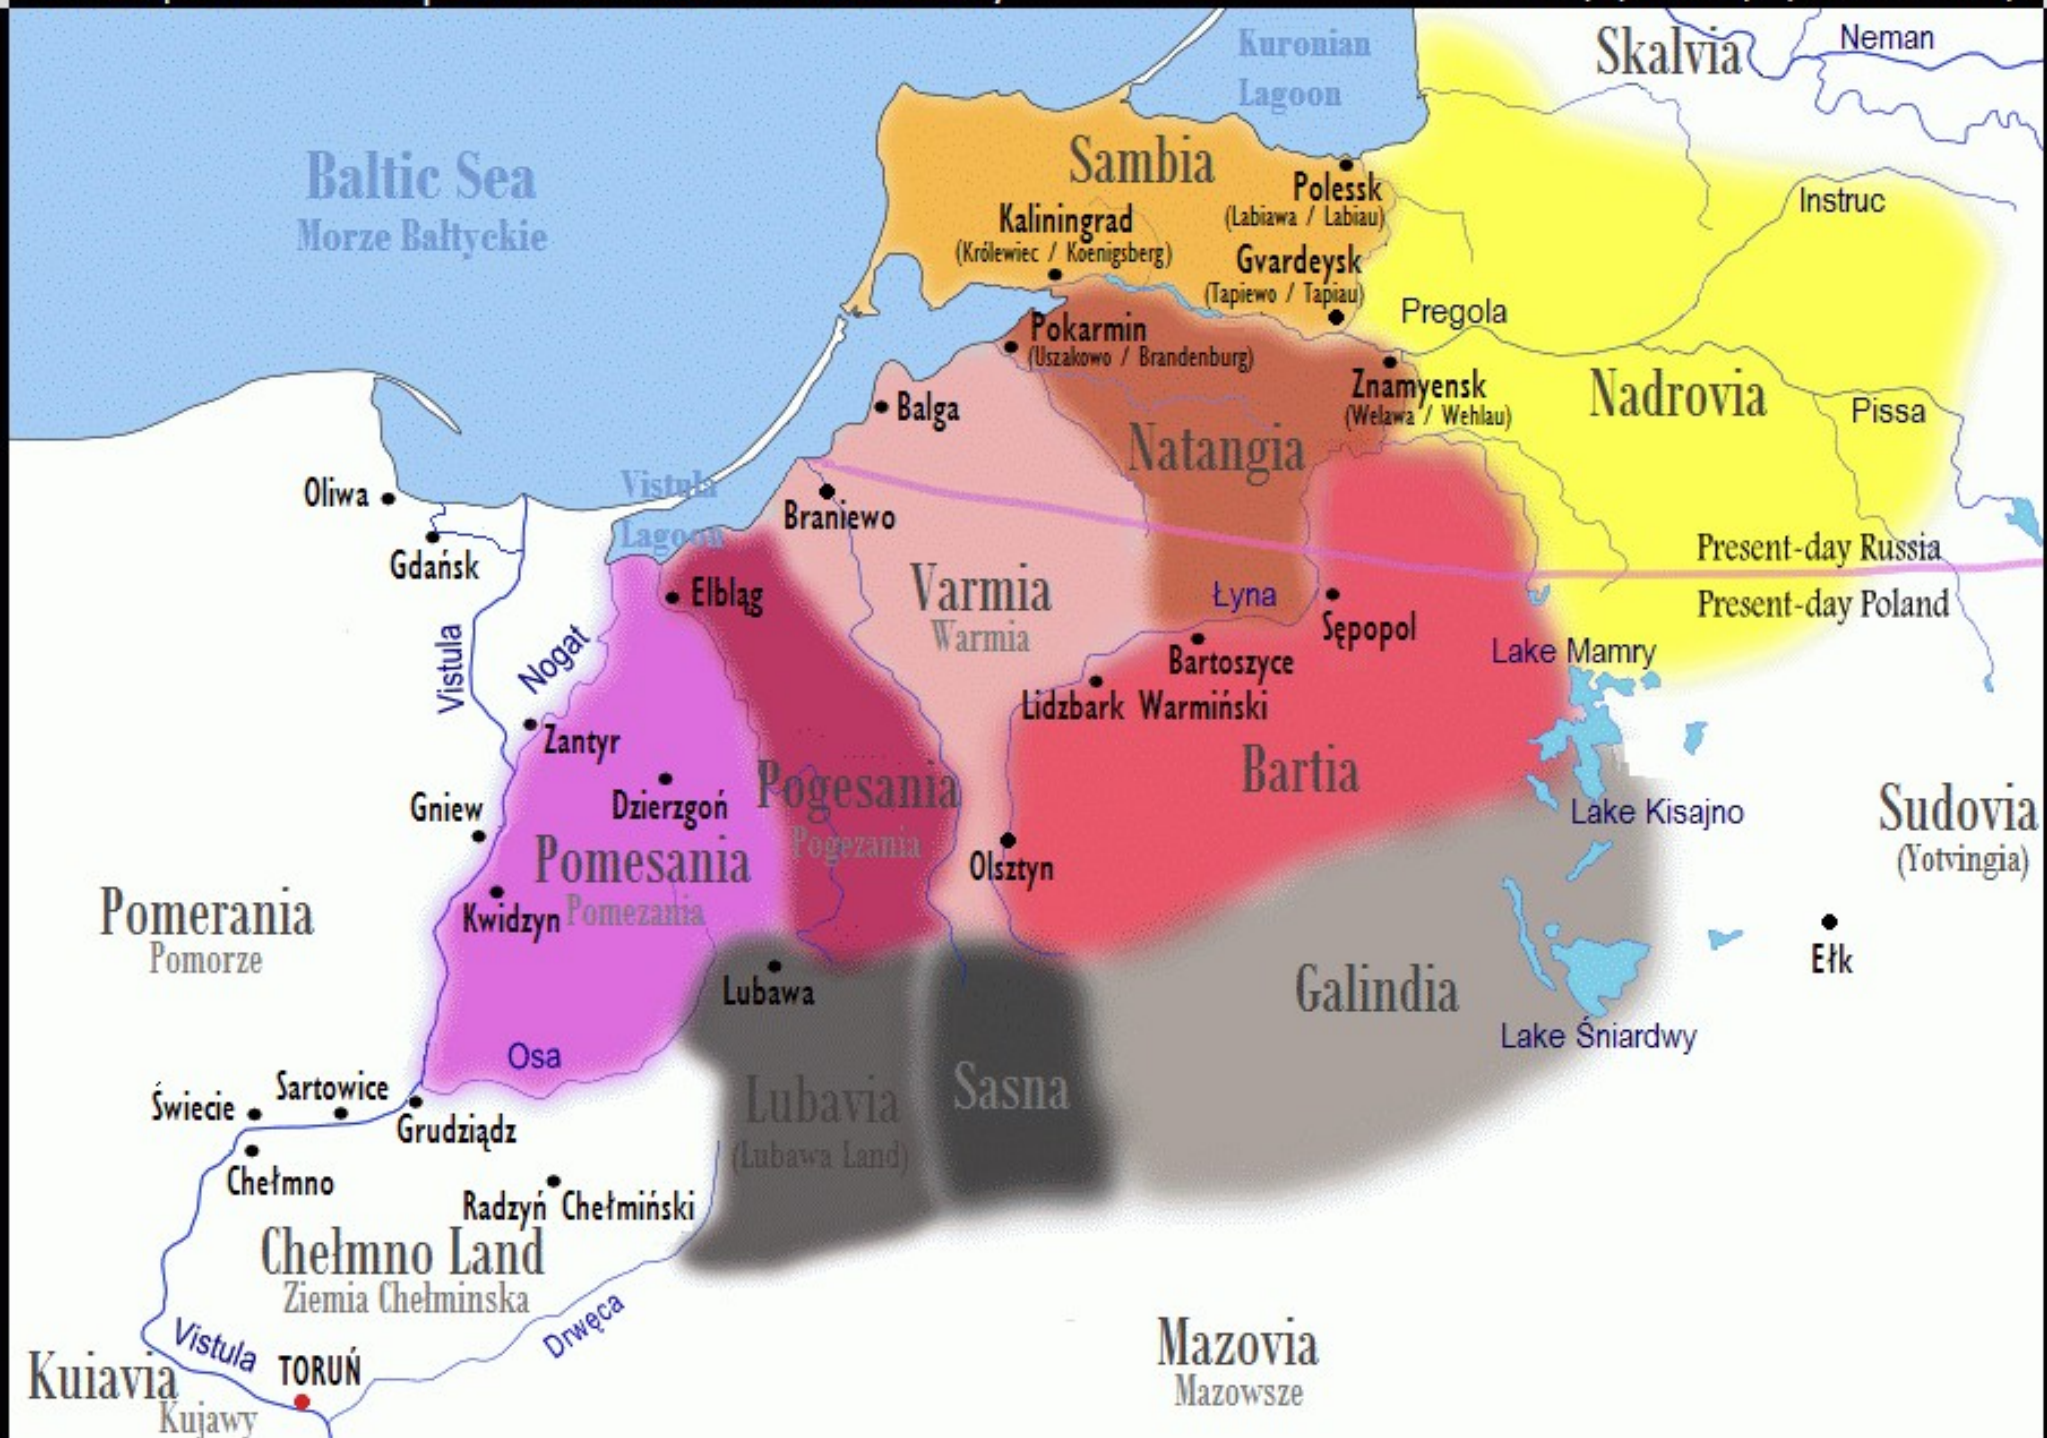 Kuronian
Lagoon
Skalvia
Neman
Baltic Sea
Morze Bałtyckie
Sambia
Polessk
(Labiawa / Labiau)
Instruc
Kaliningrad
(Królewiec / Koenigsberg)
Gvardeysk
(Tapiewo / Tapiau)
Pregola
Pokarmin
(Uszakowo / Brandenburg)
Znamyensk
(Welawa / Wehlau)
Nadrovia
Pissa
Balga
Natangia
Oliwa
Vistula
Lagoon
Braniewo
Gdańsk
Present-day Russia
Present-day Poland
Elbląg
Varmia
Warmia
Łyna
Sępopol
Vistula
Nogat
Lake Mamry
Bartoszyce
Lidzbark Warmiński
Zantyr
Bartia
Gniew
Dzierzgoń
Pogesania
Pogezania
Lake Kisajno
Sudovia
(Yotvingia)
Pomesania
Pomezania
Olsztyn
Kwidzyn
Pomerania
Pomorze
Ełk
Lubawa
Galindia
Lake Śniardwy
Osa
Sasna
Lubavia
(Lubawa Land)
Świecie
Sartowice
Grudziądz
Chełmno
Radzyń Chełmiński
Chełmno Land
Ziemia Chełminska
Drwęca
Vistula
TORUŃ
Kuiavia
Kujawy
Mazovia
Mazowsze